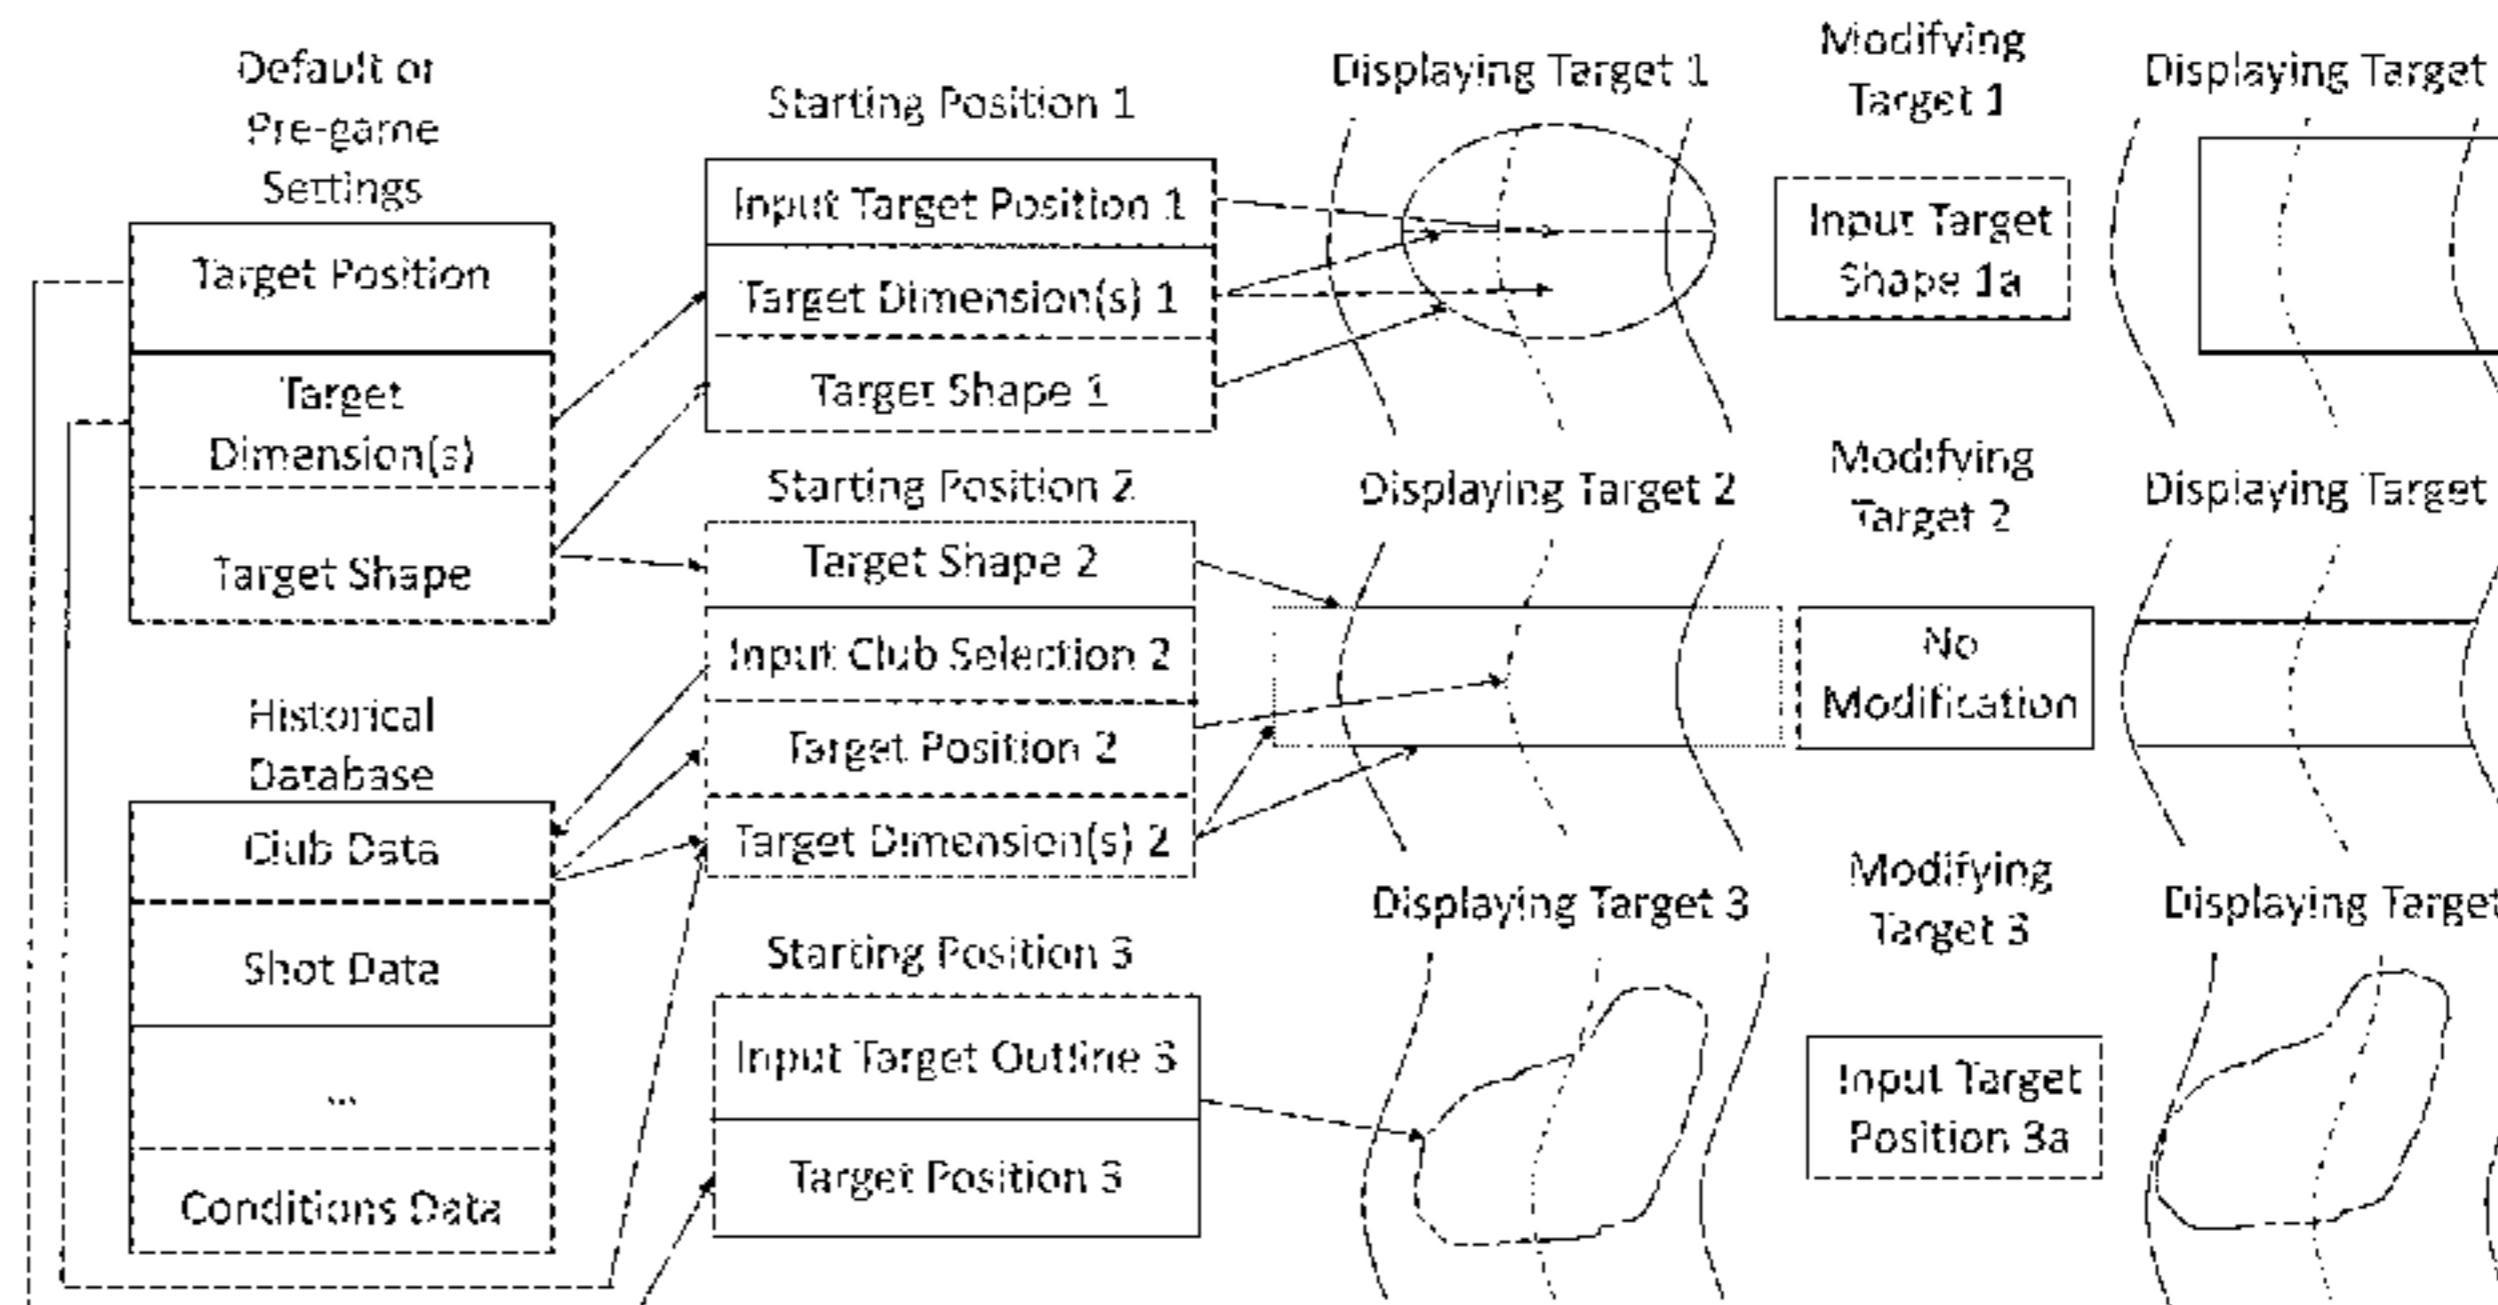 Default or
Pre-game
Settings
Target Position
Target
Dimension(s)
Target Shape
Historical
Database
Club Data
Shot Data
...
Conditions Data
Starting Position 1
Input Target Position 1
Target Dimension(s) 1
Target Shape 1
Starting Position 2
Target Shape 2
Input Club Selection 2
Target Position 2
Target Dimension(s) 2
Starting Position 3
Input Target Outline 3
Target Position 3
Displaying Target 1
Displaying Target 2
Displaying Target 3
Modifying
Target 1
Input Target
Shape 1a
Modifying
Target 2
No
Modification
Modifying
Target 3
Input Target
Position 3a
Displaying Target
Displaying Target
Displaying Target